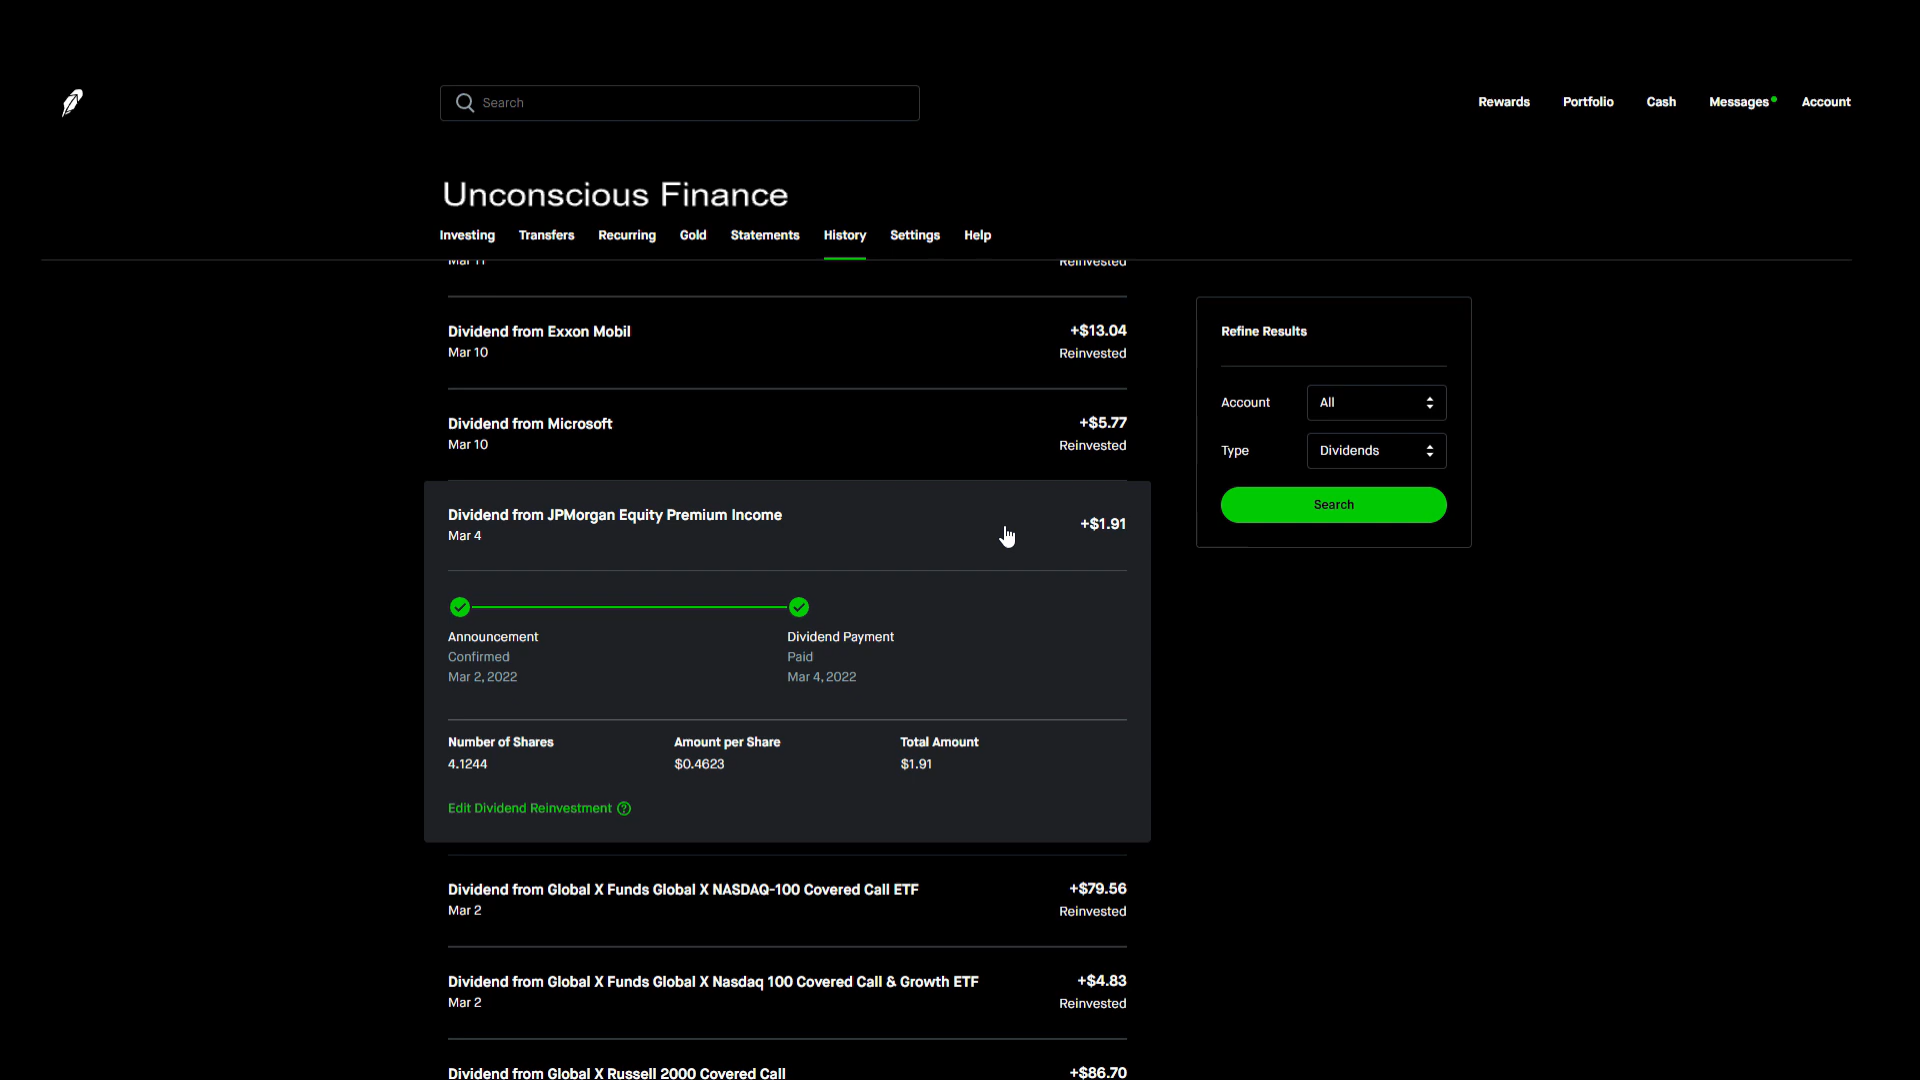 Search
Rewards
Portfolio
Cash
Messages
Account
Unconscious Finance
Investing
Transfers
Recurring
Gold
Statements
History
Settings
Help
Mar 11
Reinvested
Dividend from Exxon Mobil
+$13.04
Mar 10
Reinvested
Dividend from Microsoft
+$5.77
Mar 10
Reinvested
Dividend from JPMorgan Equity Premium Income
+$1.91
Mar 4
Announcement
Confirmed
Mar 2, 2022
Dividend Payment
Paid
Mar 4, 2022
Number of Shares
4.1244
Amount per Share
$0.4623
Total Amount
$1.91
Edit Dividend Reinvestment ?
Dividend from Global X Funds Global X NASDAQ-100 Covered Call ETF
+$79.56
Mar 2
Reinvested
Dividend from Global X Funds Global X Nasdaq 100 Covered Call & Growth ETF
+$4.83
Mar 2
Reinvested
Dividend from Global X Russell 2000 Covered Call
+$86.70
Refine Results
Account
All
Type
Dividends
Search